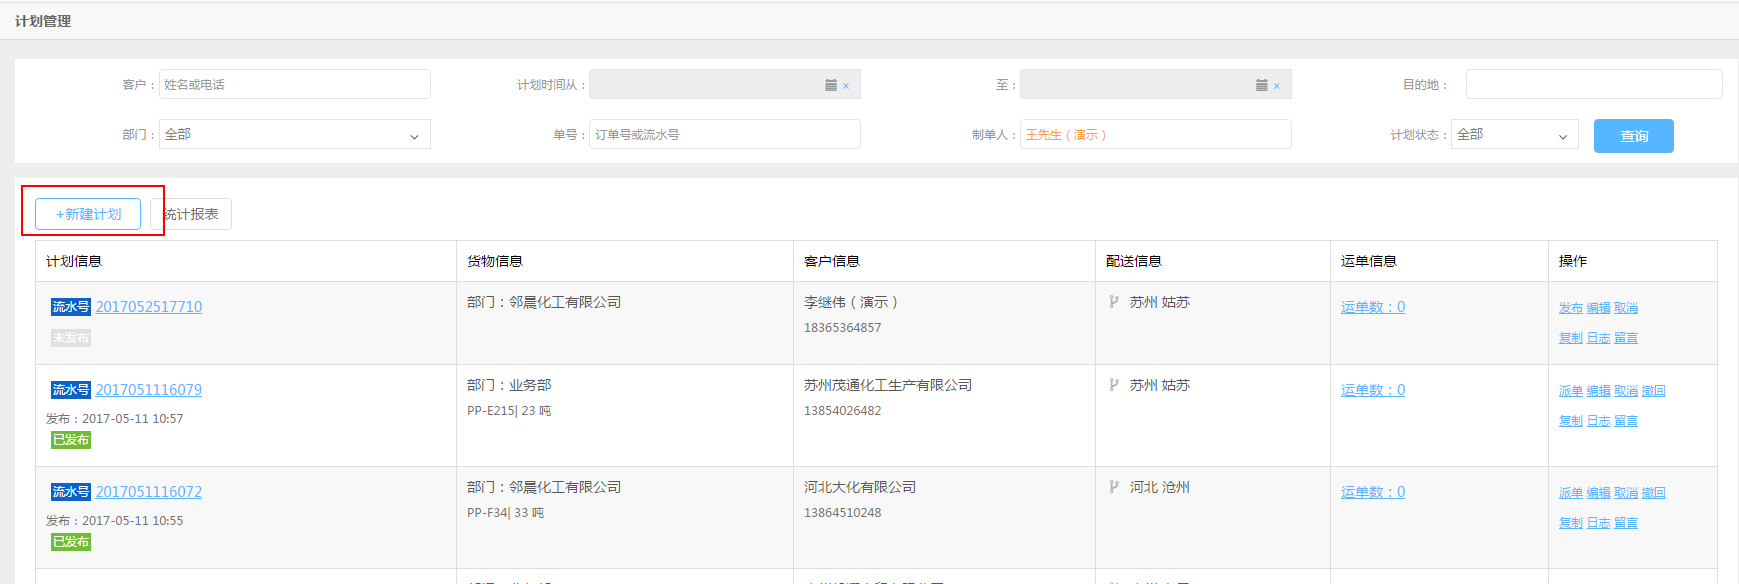 计划管理
客户： 姓名或电话 计划时间从： × 至： × 目的地：
部门： 全部 单号： 订单号或流水号 制单人： 王先生（演示） 计划状态： 全部 查询
+新建计划 统计报表
计划信息 货物信息 客户信息 配送信息 运单信息 操作
流水号 2017052517710 部门：邻晨化工有限公司 李继伟（演示） 苏州 姑苏 运单数：0 发布 编辑 取消
18365364857
未发布 复制 日志 留言
流水号 2017051116079 部门：业务部 苏州茂通化工生产有限公司 苏州 姑苏 运单数：0 派单 编辑 取消 撤回
发布：2017-05-11 10:57 PP-E215| 23 吨 13854026482 复制 日志 留言
已发布
流水号 2017051116072 部门：邻晨化工有限公司 河北大化有限公司 河北 沧州 运单数：0 派单 编辑 取消 撤回
发布：2017-05-11 10:55 PP-F34| 33 吨 13864510248 复制 日志 留言
已发布